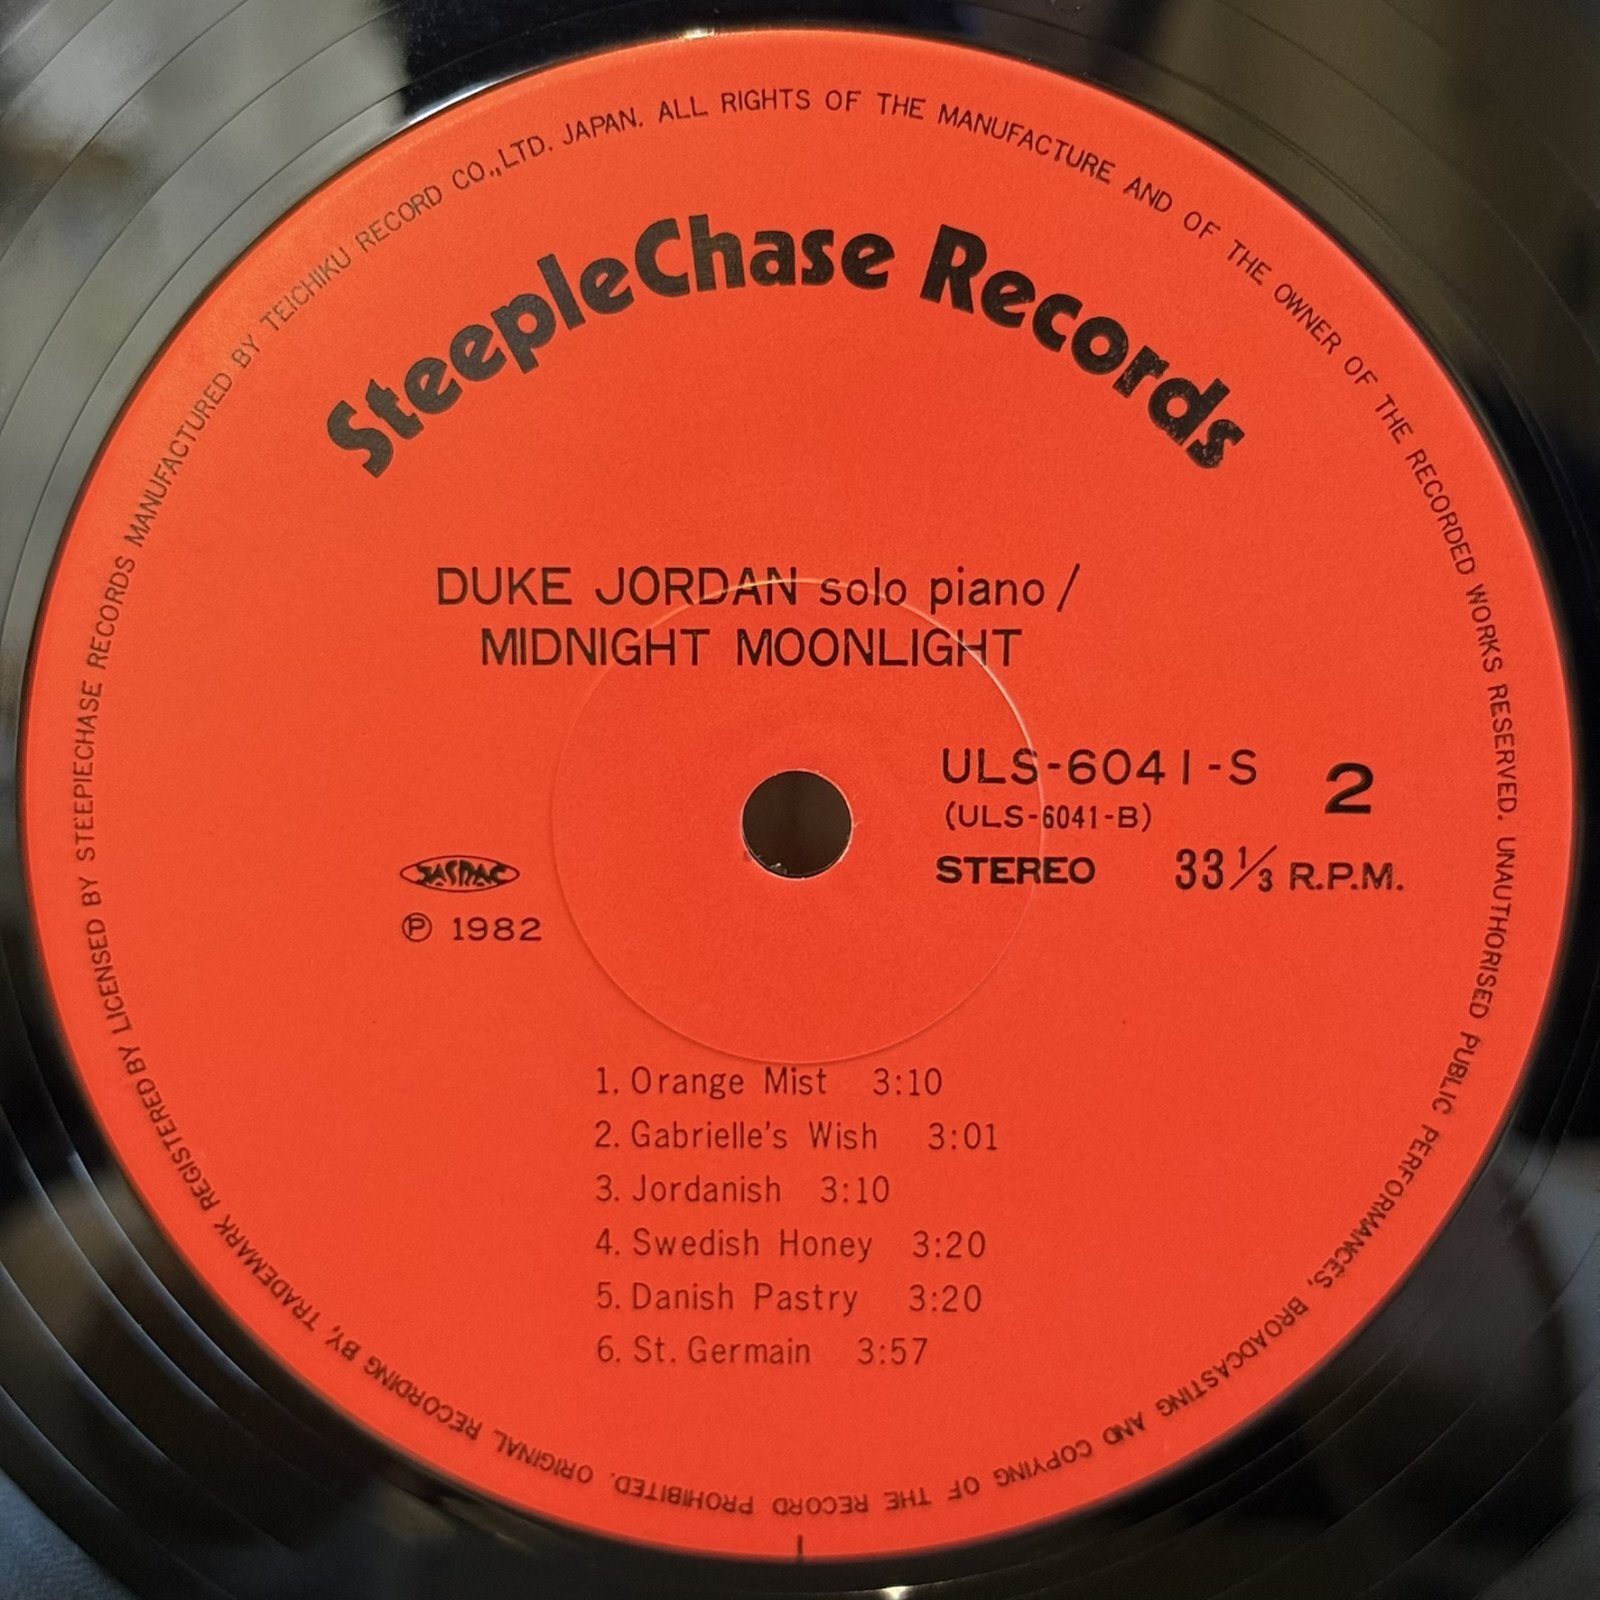 SteepleChase Records
DUKE JORDAN solo piano /
MIDNIGHT MOONLIGHT
ULS-6041-S 2
(ULS-6041-B)
STEREO 33 1/3 R.P.M.
JASRAC
Ⓟ 1982
1. Orange Mist 3:10
2. Gabrielle's Wish 3:01
3. Jordanish 3:10
4. Swedish Honey 3:20
5. Danish Pastry 3:20
6. St. Germain 3:57
ORIGINAL RECORDING BY, TRADEMARK REGISTERED BY LICENSED BY STEEPIECHASE RECORDS MANUFACTURED BY TEICHIKU RECORD CO.,LTD. JAPAN. ALL RIGHTS OF THE MANUFACTURE AND OF THE OWNER OF THE RECORDED WORKS RESERVED. UNAUTHORISED PUBLIC PERFORMANCES, BROADCASTING AND COPYING OF THE RECORD PROHIBITED.